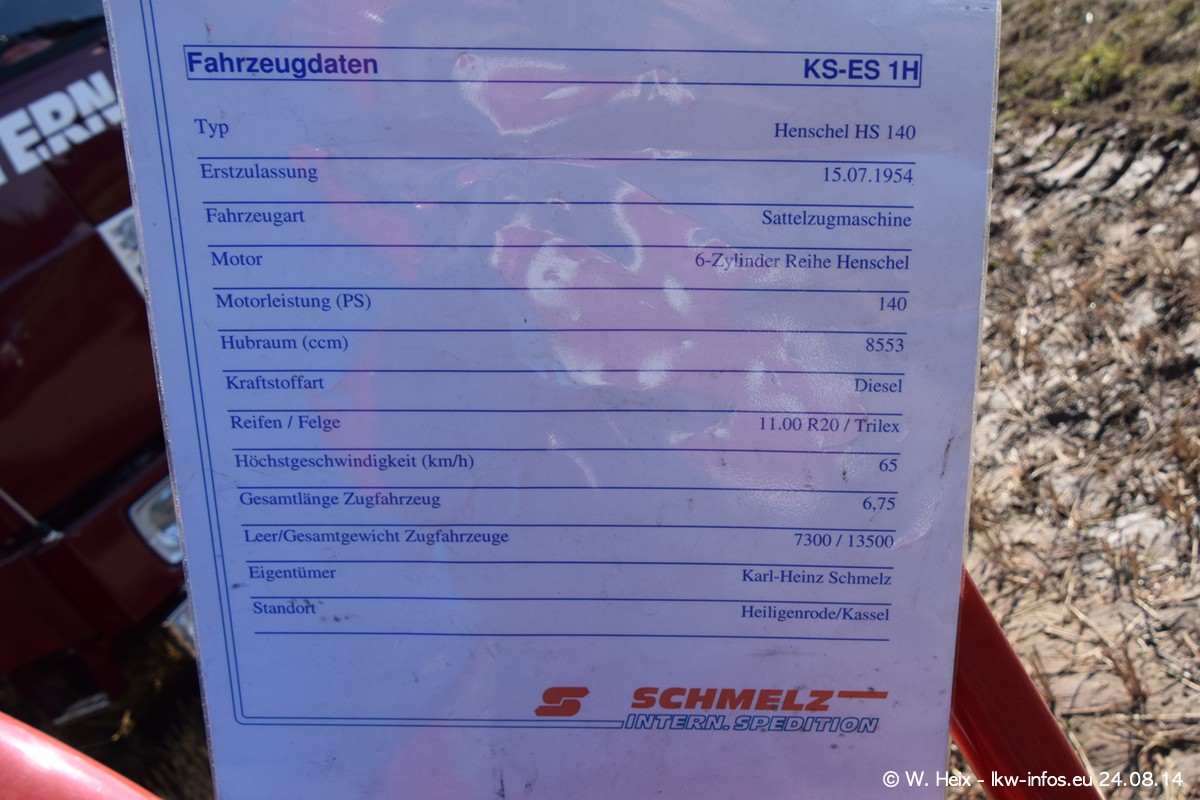 TERN
Fahrzeugdaten KS-ES 1H
Typ Henschel HS 140
Erstzulassung 15.07.1954
Fahrzeugart Sattelzugmaschine
Motor 6-Zylinder Reihe Henschel
Motorleistung (PS) 140
Hubraum (ccm) 8553
Kraftstoffart Diesel
Reifen / Felge 11.00 R20 / Trilex
Höchstgeschwindigkeit (km/h) 65
Gesamtlänge Zugfahrzeug 6,75
Leer/Gesamtgewicht Zugfahrzeuge 7300 / 13500
Eigentümer Karl-Heinz Schmelz
Standort Heiligenrode/Kassel
S SCHMELZ
INTERN. SPEDITION
© W. Heix - lkw-infos.eu 24.08.14